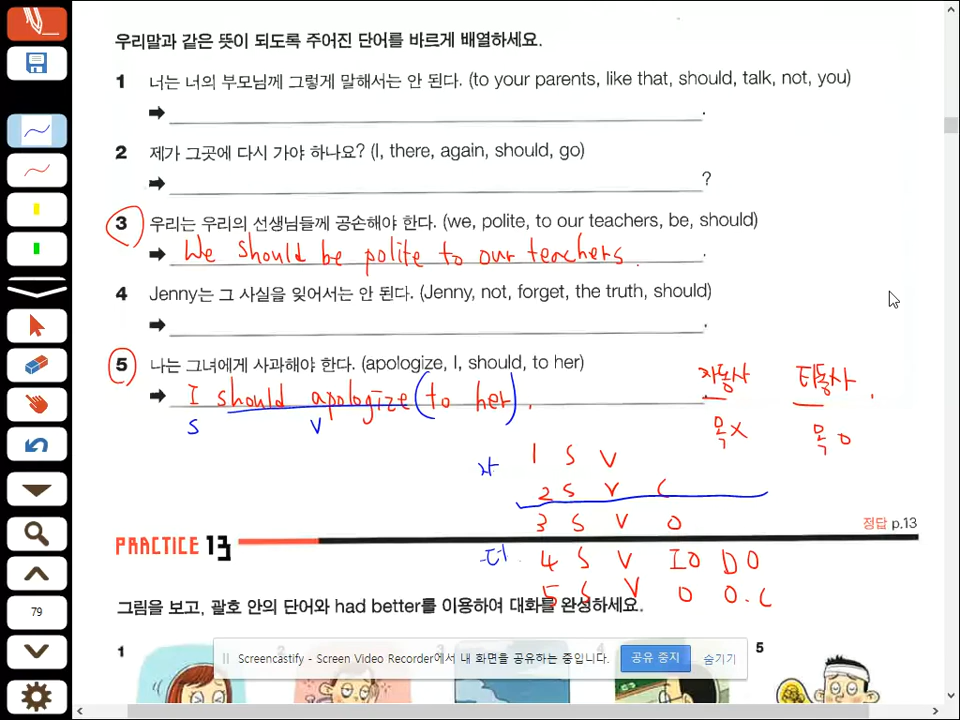 우리말과 같은 뜻이 되도록 주어진 단어를 바르게 배열하세요.
1 너는 너의 부모님께 그렇게 말해서는 안 된다. (to your parents, like that, should, talk, not, you)
➡ .
2 제가 그곳에 다시 가야 하나요? (I, there, again, should, go)
➡ ?
3 우리는 우리의 선생님들께 공손해야 한다. (we, polite, to our teachers, be, should)
➡ We should be polite to our teachers. .
4 Jenny는 그 사실을 잊어서는 안 된다. (Jenny, not, forget, the truth, should)
➡ .
5 나는 그녀에게 사과해야 한다. (apologize, I, should, to her)
➡ I should apologize (to her).
S V
자동사 타동사.
목X 목O
자 1 S V
2 S V C
3 S V O
타 4 S V IO DO
5 S V O O.C
정답 p.13
PRACTICE 13
그림을 보고, 괄호 안의 단어와 had better를 이용하여 대화를 완성하세요.
1 2 3 4 5
Screencastify - Screen Video Recorder에서 내 화면을 공유하는 중입니다. 공유 중지 숨기기
79